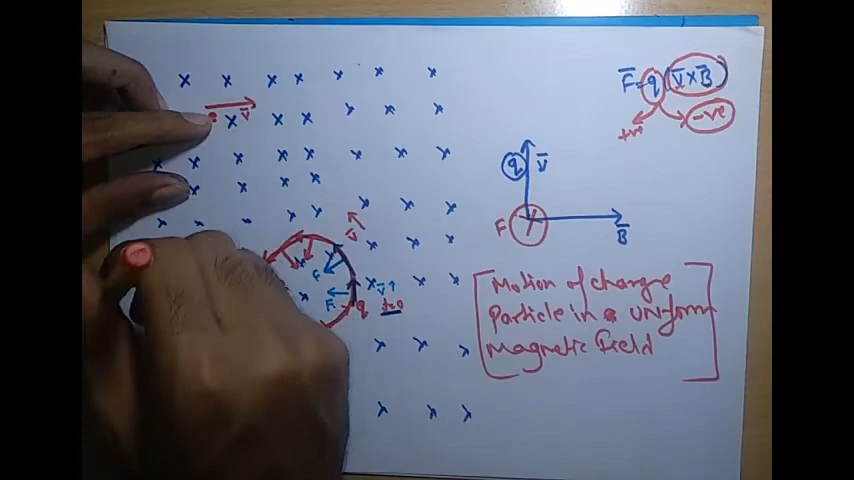 F̅ = q (V̅ × B̅)
+ve
-ve
V̅
q
V̅
F
B̅
V̅
F
V̅
F
q
t=0
Motion of charge
Particle in a uniform
Magnetic Field